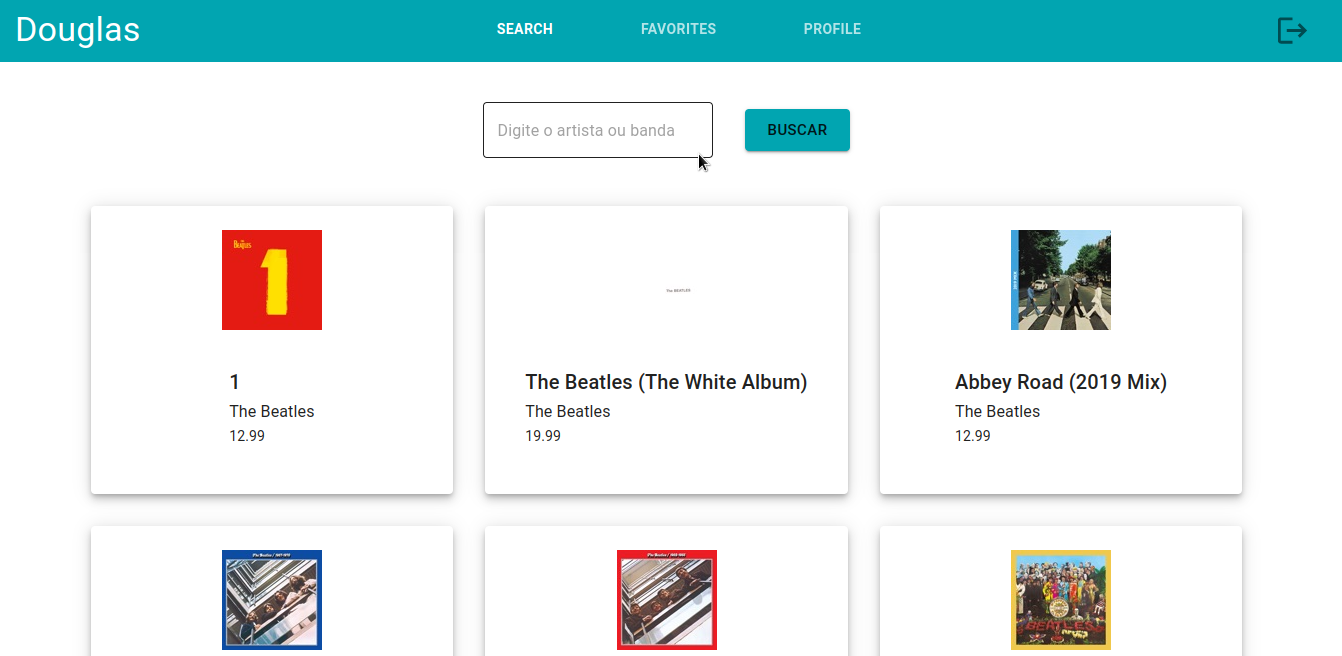 Douglas
SEARCH
FAVORITES
PROFILE
Digite o artista ou banda
BUSCAR
Beatles
1
The BEATLES
1
The Beatles
12.99
The Beatles (The White Album)
The Beatles
19.99
Abbey Road (2019 Mix)
The Beatles
12.99
The Beatles / 1967-1970
The Beatles / 1962-1966
BEATLES